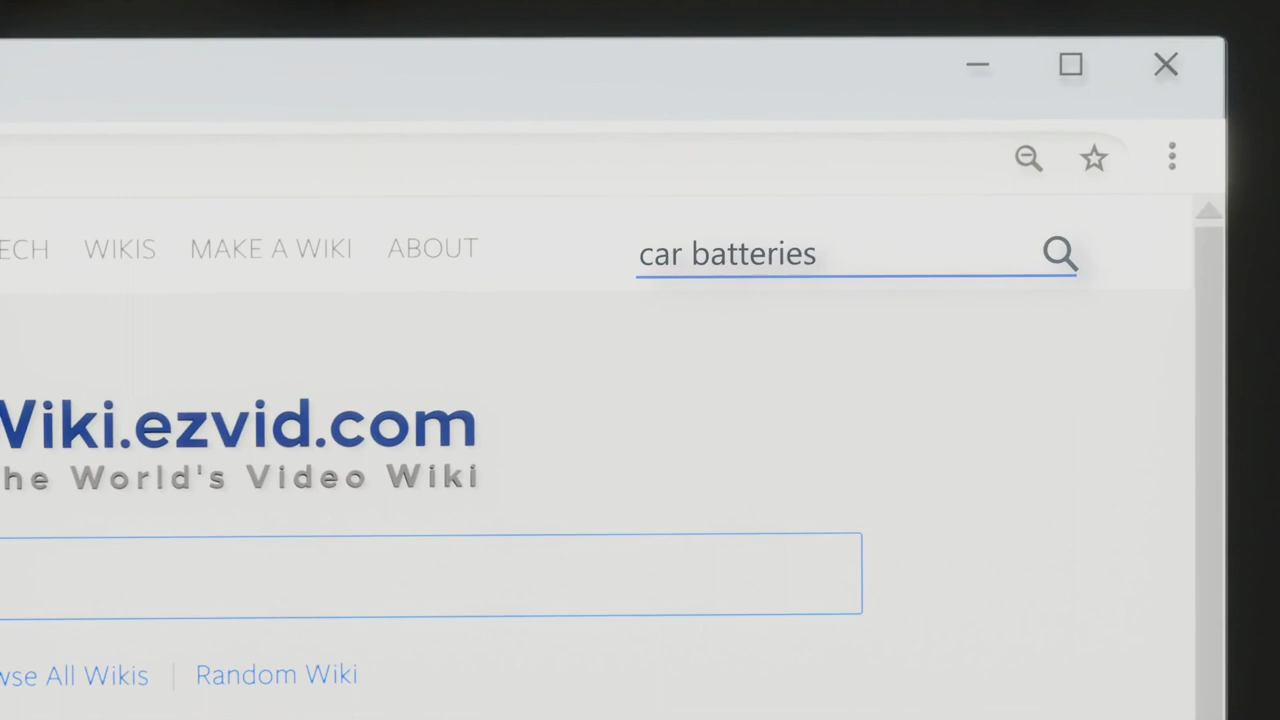 ECH WIKIS MAKE A WIKI ABOUT
car batteries
Wiki.ezvid.com
he World's Video Wiki
wse All Wikis | Random Wiki